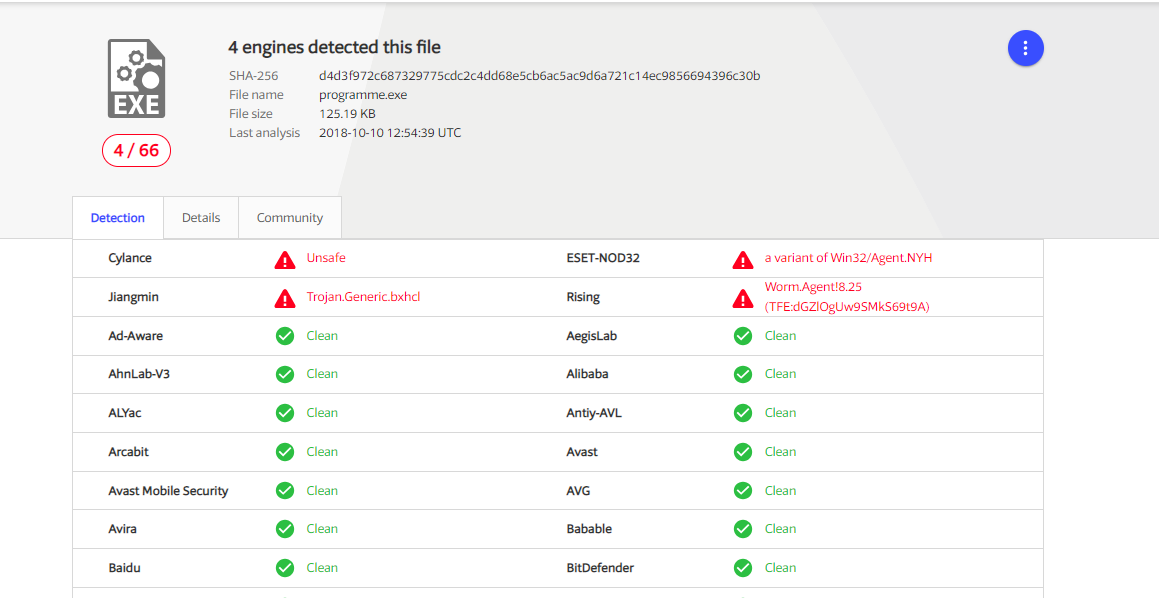 4 engines detected this file
SHA-256 d4d3f972c687329775cdc2c4dd68e5cb6ac5ac9d6a721c14ec9856694396c30b
File name programme.exe
File size 125.19 KB
Last analysis 2018-10-10 12:54:39 UTC
EXE
4 / 66
Detection Details Community
Cylance Unsafe ESET-NOD32 a variant of Win32/Agent.NYH
Jiangmin Trojan.Generic.bxhcl Rising Worm.Agent!8.25
(TFE:dGZlOgUw9SMkS69t9A)
Ad-Aware Clean AegisLab Clean
AhnLab-V3 Clean Alibaba Clean
ALYac Clean Antiy-AVL Clean
Arcabit Clean Avast Clean
Avast Mobile Security Clean AVG Clean
Avira Clean Babable Clean
Baidu Clean BitDefender Clean